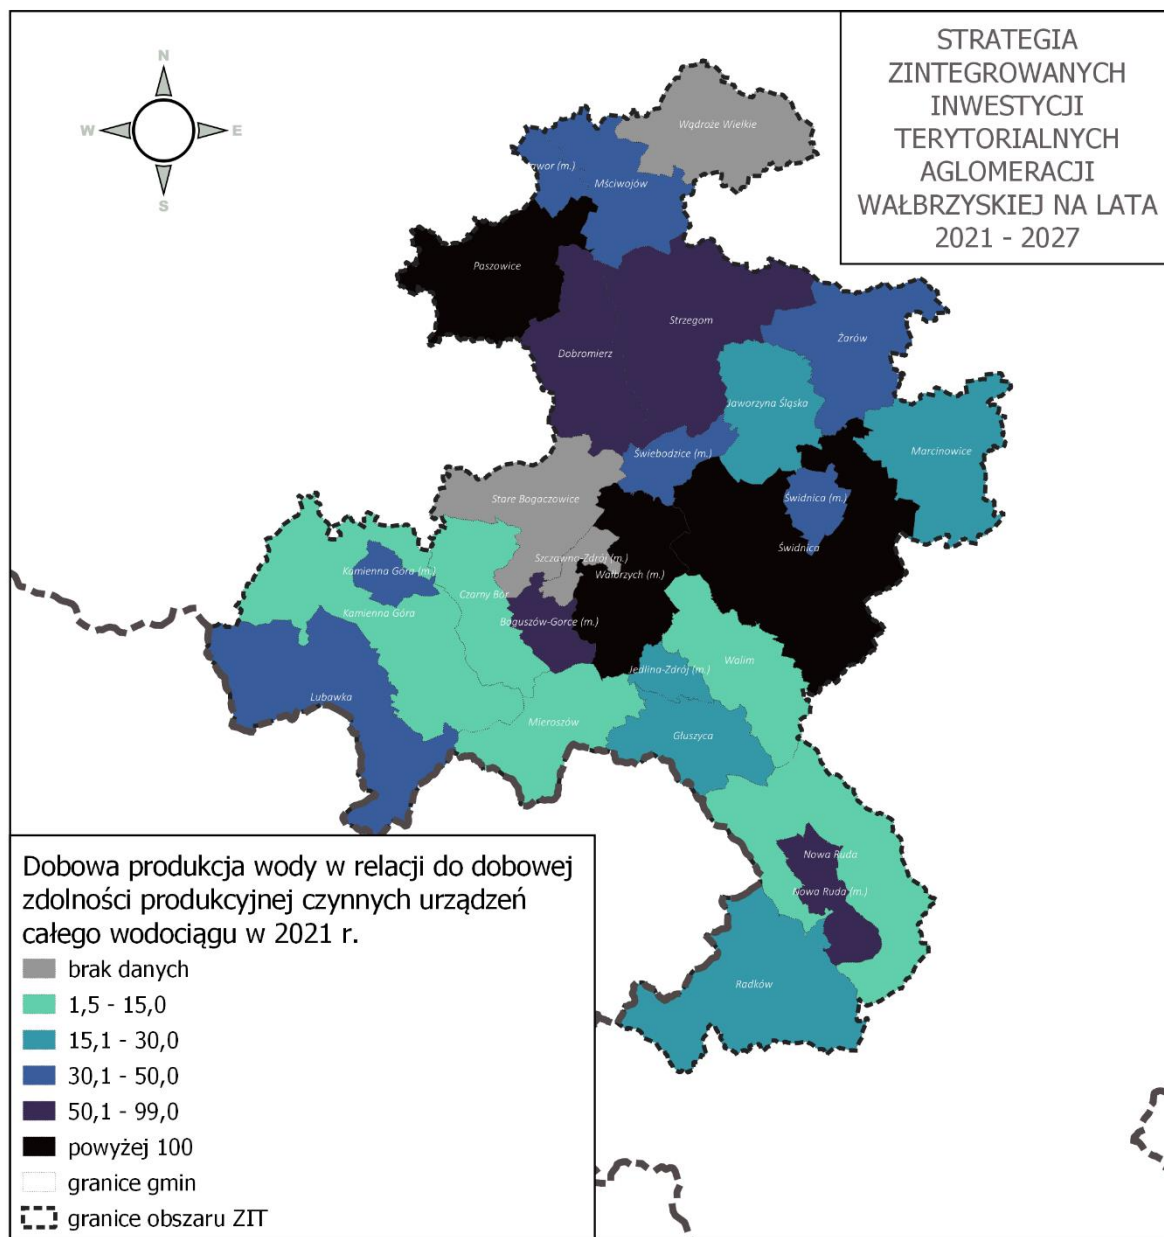 STRATEGIA
ZINTEGROWANYCH
INWESTYCJI
TERYTORIALNYCH
AGLOMERACJI
WAŁBRZYSKIEJ NA LATA
2021 - 2027
N
W
E
S
Wądroże Wielkie
awor (m.)
Mściwojów
Paszowice
Strzegom
Żarów
Dobromierz
Jaworzyna Śląska
Marcinowice
Świebodzice (m.)
Stare Bogaczowice
Świdnica (m.)
Świdnica
Szczawno-Zdrój (m.)
Kamienna Góra (m.)
Wałbrzych (m.)
Czarny Bór
Kamienna Góra
Boguszów-Gorce (m.)
Walim
Jedlina-Zdrój (m.)
Lubawka
Mieroszów
Głuszyca
Nowa Ruda
Nowa Ruda (m.)
Radków
Dobowa produkcja wody w relacji do dobowej
zdolności produkcyjnej czynnych urządzeń
całego wodociągu w 2021 r.
brak danych
1,5 - 15,0
15,1 - 30,0
30,1 - 50,0
50,1 - 99,0
powyżej 100
granice gmin
granice obszaru ZIT